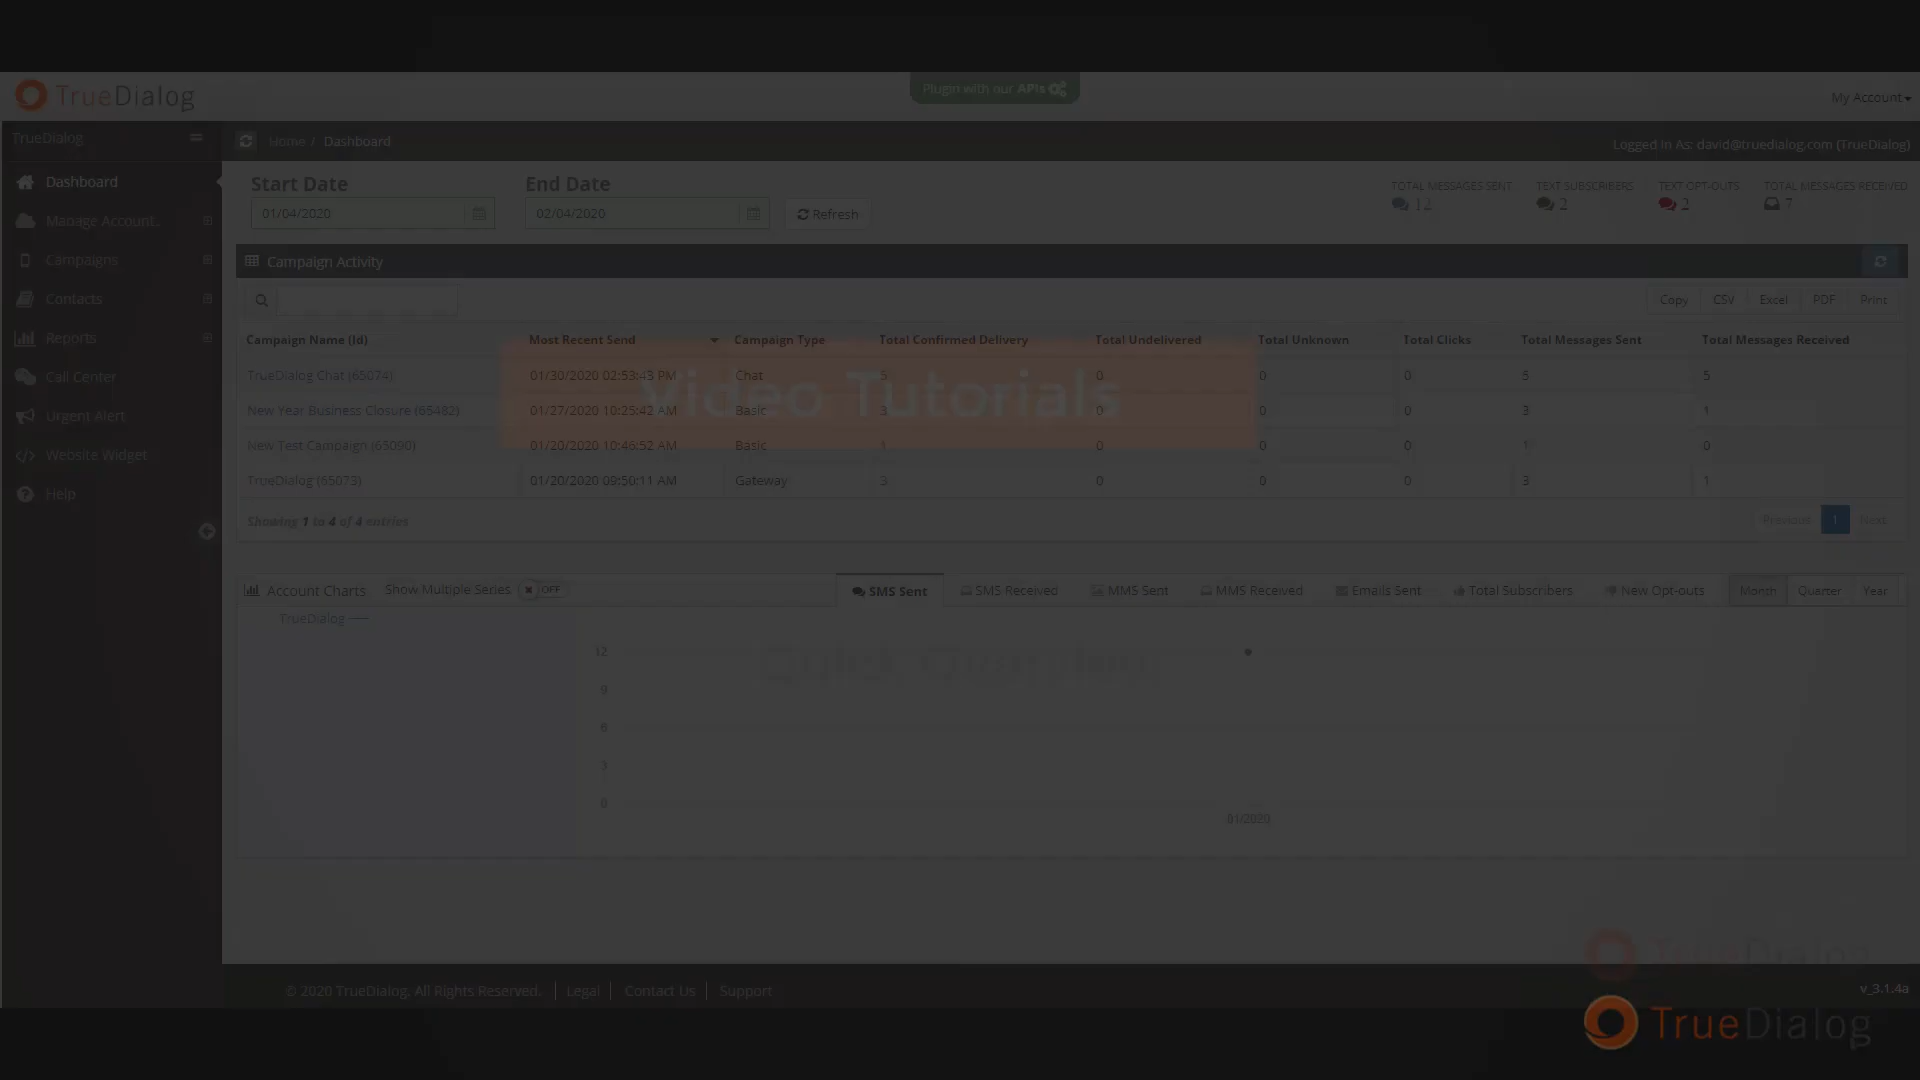 TrueDialog
Plugin with our APIs
My Account
TrueDialog
Home / Dashboard
Logged In As: david@truedialog.com (TrueDialog)
Dashboard
Manage Account
Campaigns
Contacts
Reports
Call Center
Urgent Alert
Website Widget
Help
Start Date
End Date
01/04/2020
02/04/2020
Refresh
TOTAL MESSAGES SENT
TEXT SUBSCRIBERS
TEXT OPT-OUTS
TOTAL MESSAGES RECEIVED
12
2
2
7
Campaign Activity
Copy CSV Excel PDF Print
Campaign Name (Id) Most Recent Send Campaign Type Total Confirmed Delivery Total Undelivered Total Unknown Total Clicks Total Messages Sent Total Messages Received
TrueDialog Chat (65074) 01/30/2020 02:53:43 PM Chat 5 0 0 0 5 5
Video Tutorials
New Year Business Closure (65482) 01/27/2020 10:25:42 AM Basic 3 0 0 0 3 1
New Test Campaign (65090) 01/20/2020 10:46:52 AM Basic 1 0 0 0 1 0
TrueDialog (65073) 01/20/2020 09:50:11 AM Gateway 3 0 0 0 3 1
Showing 1 to 4 of 4 entries
Previous 1 Next
Account Charts Show Multiple Series OFF
SMS Sent SMS Received MMS Sent MMS Received Emails Sent Total Subscribers New Opt-outs Month Quarter Year
TrueDialog
12
9
6
3
0
01/2020
© 2020 TrueDialog. All Rights Reserved. Legal Contact Us Support
v_3.1.4a
TrueDialog
TrueDialog